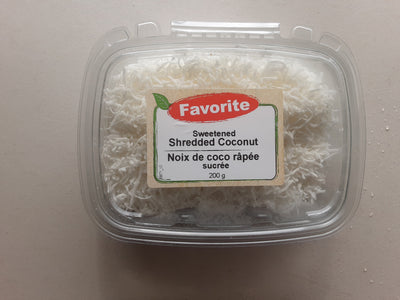 Favorite
Sweetened
Shredded Coconut
Noix de coco râpée
sucrée
200 g